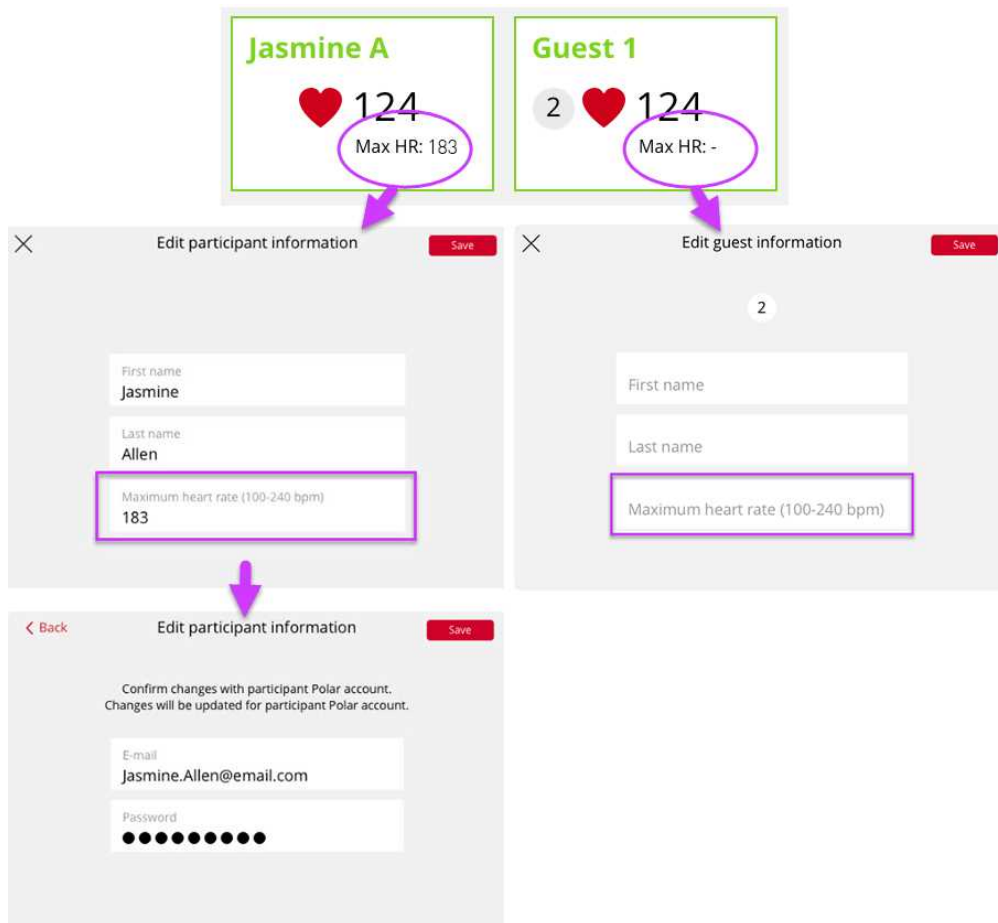 Jasmine A
124
Max HR: 183
Guest 1
2 124
Max HR: -
Edit participant information Save
First name
Jasmine
Last name
Allen
Maximum heart rate (100-240 bpm)
183
Edit guest information Save
2
First name
Last name
Maximum heart rate (100-240 bpm)
Back Edit participant information Save
Confirm changes with participant Polar account.
Changes will be updated for participant Polar account.
E-mail
Jasmine.Allen@email.com
Password
●●●●●●●●●